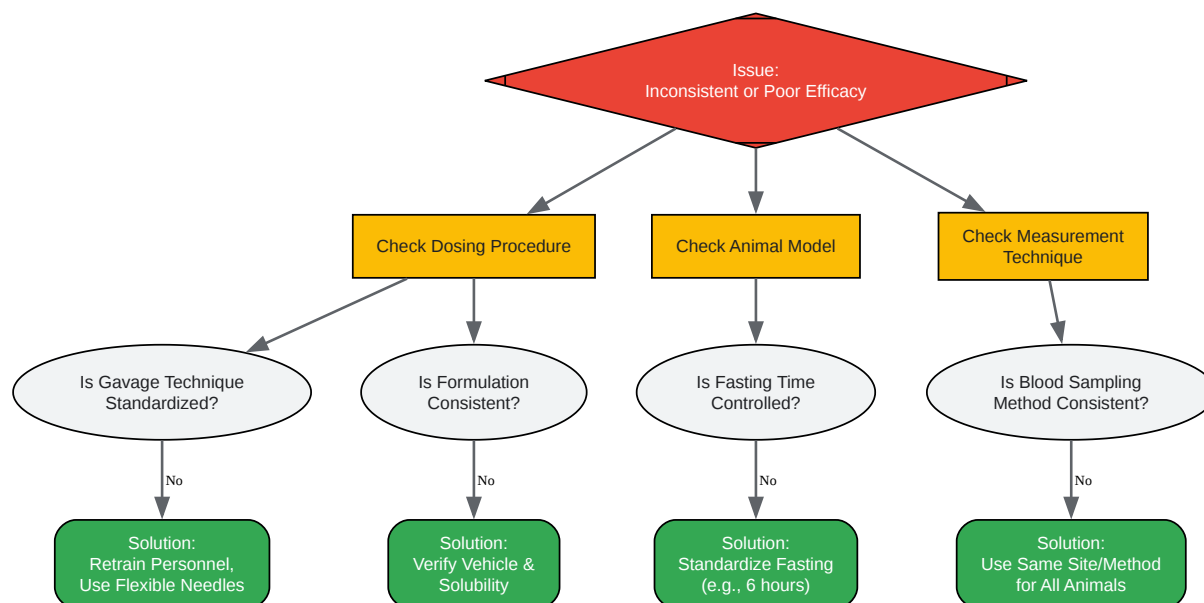 Issue:
Inconsistent or Poor Efficacy
Check Dosing Procedure
Check Animal Model
Check Measurement
Technique
Is Gavage Technique
Standardized?
Is Formulation
Consistent?
Is Fasting Time
Controlled?
Is Blood Sampling
Method Consistent?
No
No
No
No
Solution:
Retrain Personnel,
Use Flexible Needles
Solution:
Verify Vehicle &
Solubility
Solution:
Standardize Fasting
(e.g., 6 hours)
Solution:
Use Same Site/Method
for All Animals